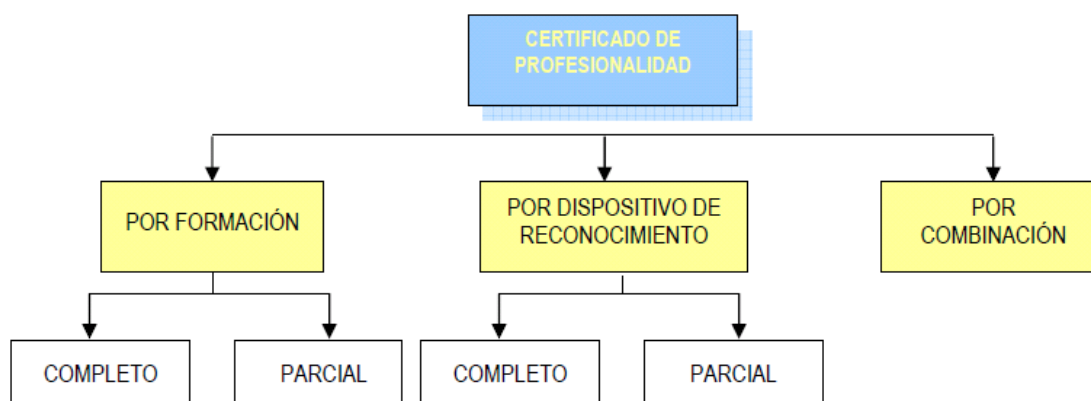 CERTIFICADO DE
PROFESIONALIDAD
POR FORMACIÓN
POR DISPOSITIVO DE
RECONOCIMIENTO
POR
COMBINACIÓN
COMPLETO
PARCIAL
COMPLETO
PARCIAL